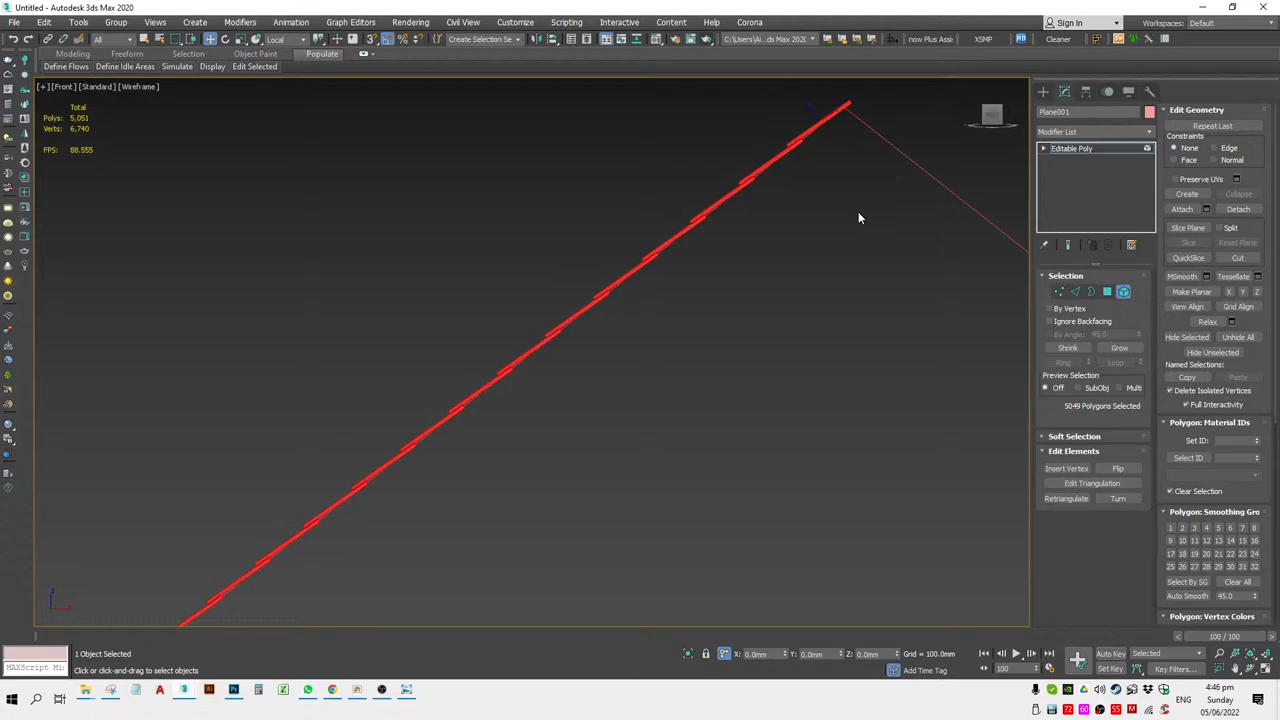 Untitled - Autodesk 3ds Max 2020
File Edit Tools Group Views Create Modifiers Animation Graph Editors Rendering Civil View Customize Scripting Interactive Content Help Corona
Sign In Workspaces: Default
All Local Create Selection Se C:\Users\Ai...ds Max 2020 now Plus Assis XSMP Cleaner
Modeling Freeform Selection Object Paint Populate
Define Flows Define Idle Areas Simulate Display Edit Selected
[+] [Front] [Standard] [Wireframe]
Total
Polys: 5,051
Verts: 6,740
FPS: 88.555
Plane001
Modifier List
Editable Poly
Selection
By Vertex
Ignore Backfacing
By Angle: 45.0
Shrink Grow
Ring Loop
Preview Selection
Off SubObj Multi
5049 Polygons Selected
Soft Selection
Edit Elements
Insert Vertex Flip
Edit Triangulation
Retriangulate Turn
Edit Geometry
Repeat Last
Constraints
None Edge
Face Normal
Preserve UVs
Create Collapse
Attach Detach
Slice Plane Split
Slice Reset Plane
QuickSlice Cut
MSmooth Tessellate
Make Planar X Y Z
View Align Grid Align
Relax
Hide Selected Unhide All
Hide Unselected
Named Selections:
Copy Paste
Delete Isolated Vertices
Full Interactivity
Polygon: Material IDs
Set ID:
Select ID
Clear Selection
Polygon: Smoothing Gro
1 2 3 4 5 6 7 8
9 10 11 12 13 14 15 16
17 18 19 20 21 22 23 24
25 26 27 28 29 30 31 32
Select By SG Clear All
Auto Smooth 45.0
Polygon: Vertex Colors
100 / 100
MAXScript Mi
1 Object Selected
Click or click-and-drag to select objects
X: 0.0mm Y: 0.0mm Z: 0.0mm Grid = 100.0mm
Add Time Tag
100
Auto Key Selected
Set Key Key Filters...
72 60 55
ENG
4:46 pm
Sunday
05/06/2022